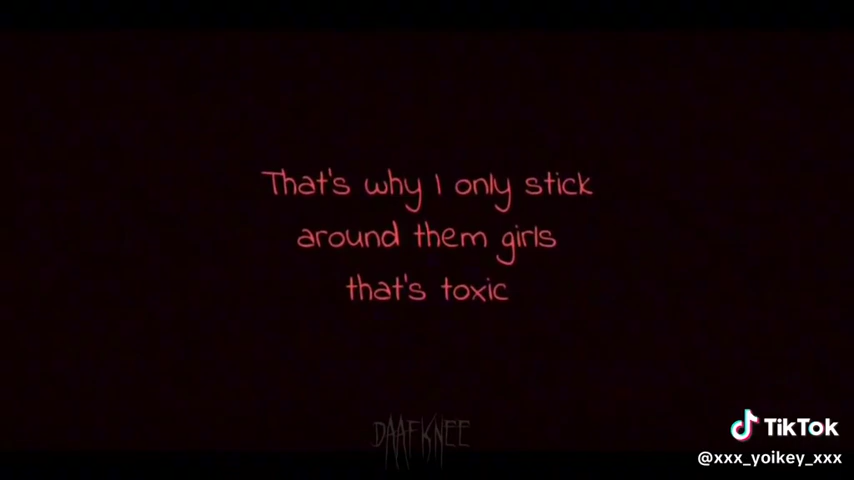 That's why I only stick
around them girls
that's toxic
DAAFKNEE
TikTok
@xxx_yoikey_xxx